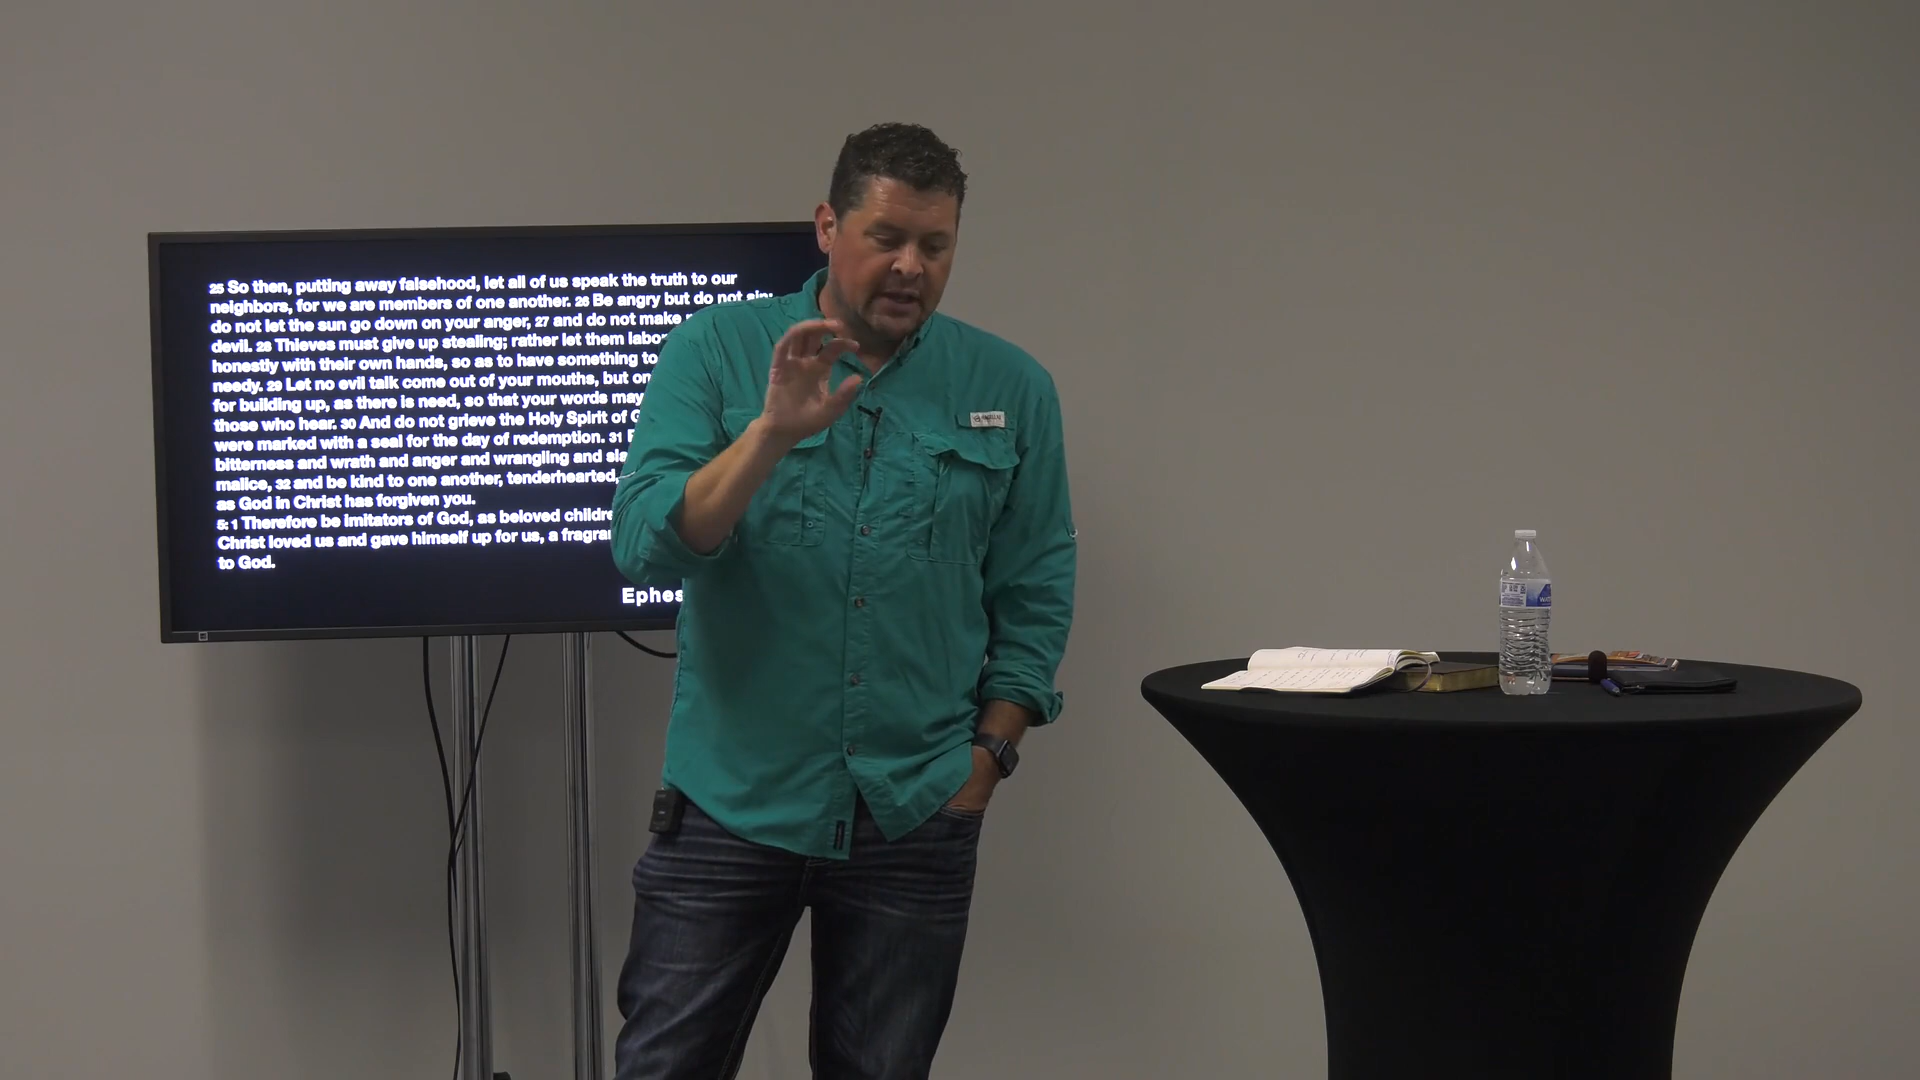 25 So then, putting away falsehood, let all of us speak the truth to our
neighbors, for we are members of one another. 26 Be angry but do not sin;
do not let the sun go down on your anger, 27 and do not make
devil. 28 Thieves must give up stealing; rather let them labor
honestly with their own hands, so as to have something to
needy. 29 Let no evil talk come out of your mouths, but
for building up, as there is need, so that your words may
those who hear. 30 And do not grieve the Holy Spirit of
were marked with a seal for the day of redemption. 31
bitterness and wrath and anger and wrangling and
malice, 32 and be kind to one another, tenderhearted,
as God in Christ has forgiven you.
5:1 Therefore be imitators of God, as beloved
Christ loved us and gave himself up for us, a
to God.
Ephes